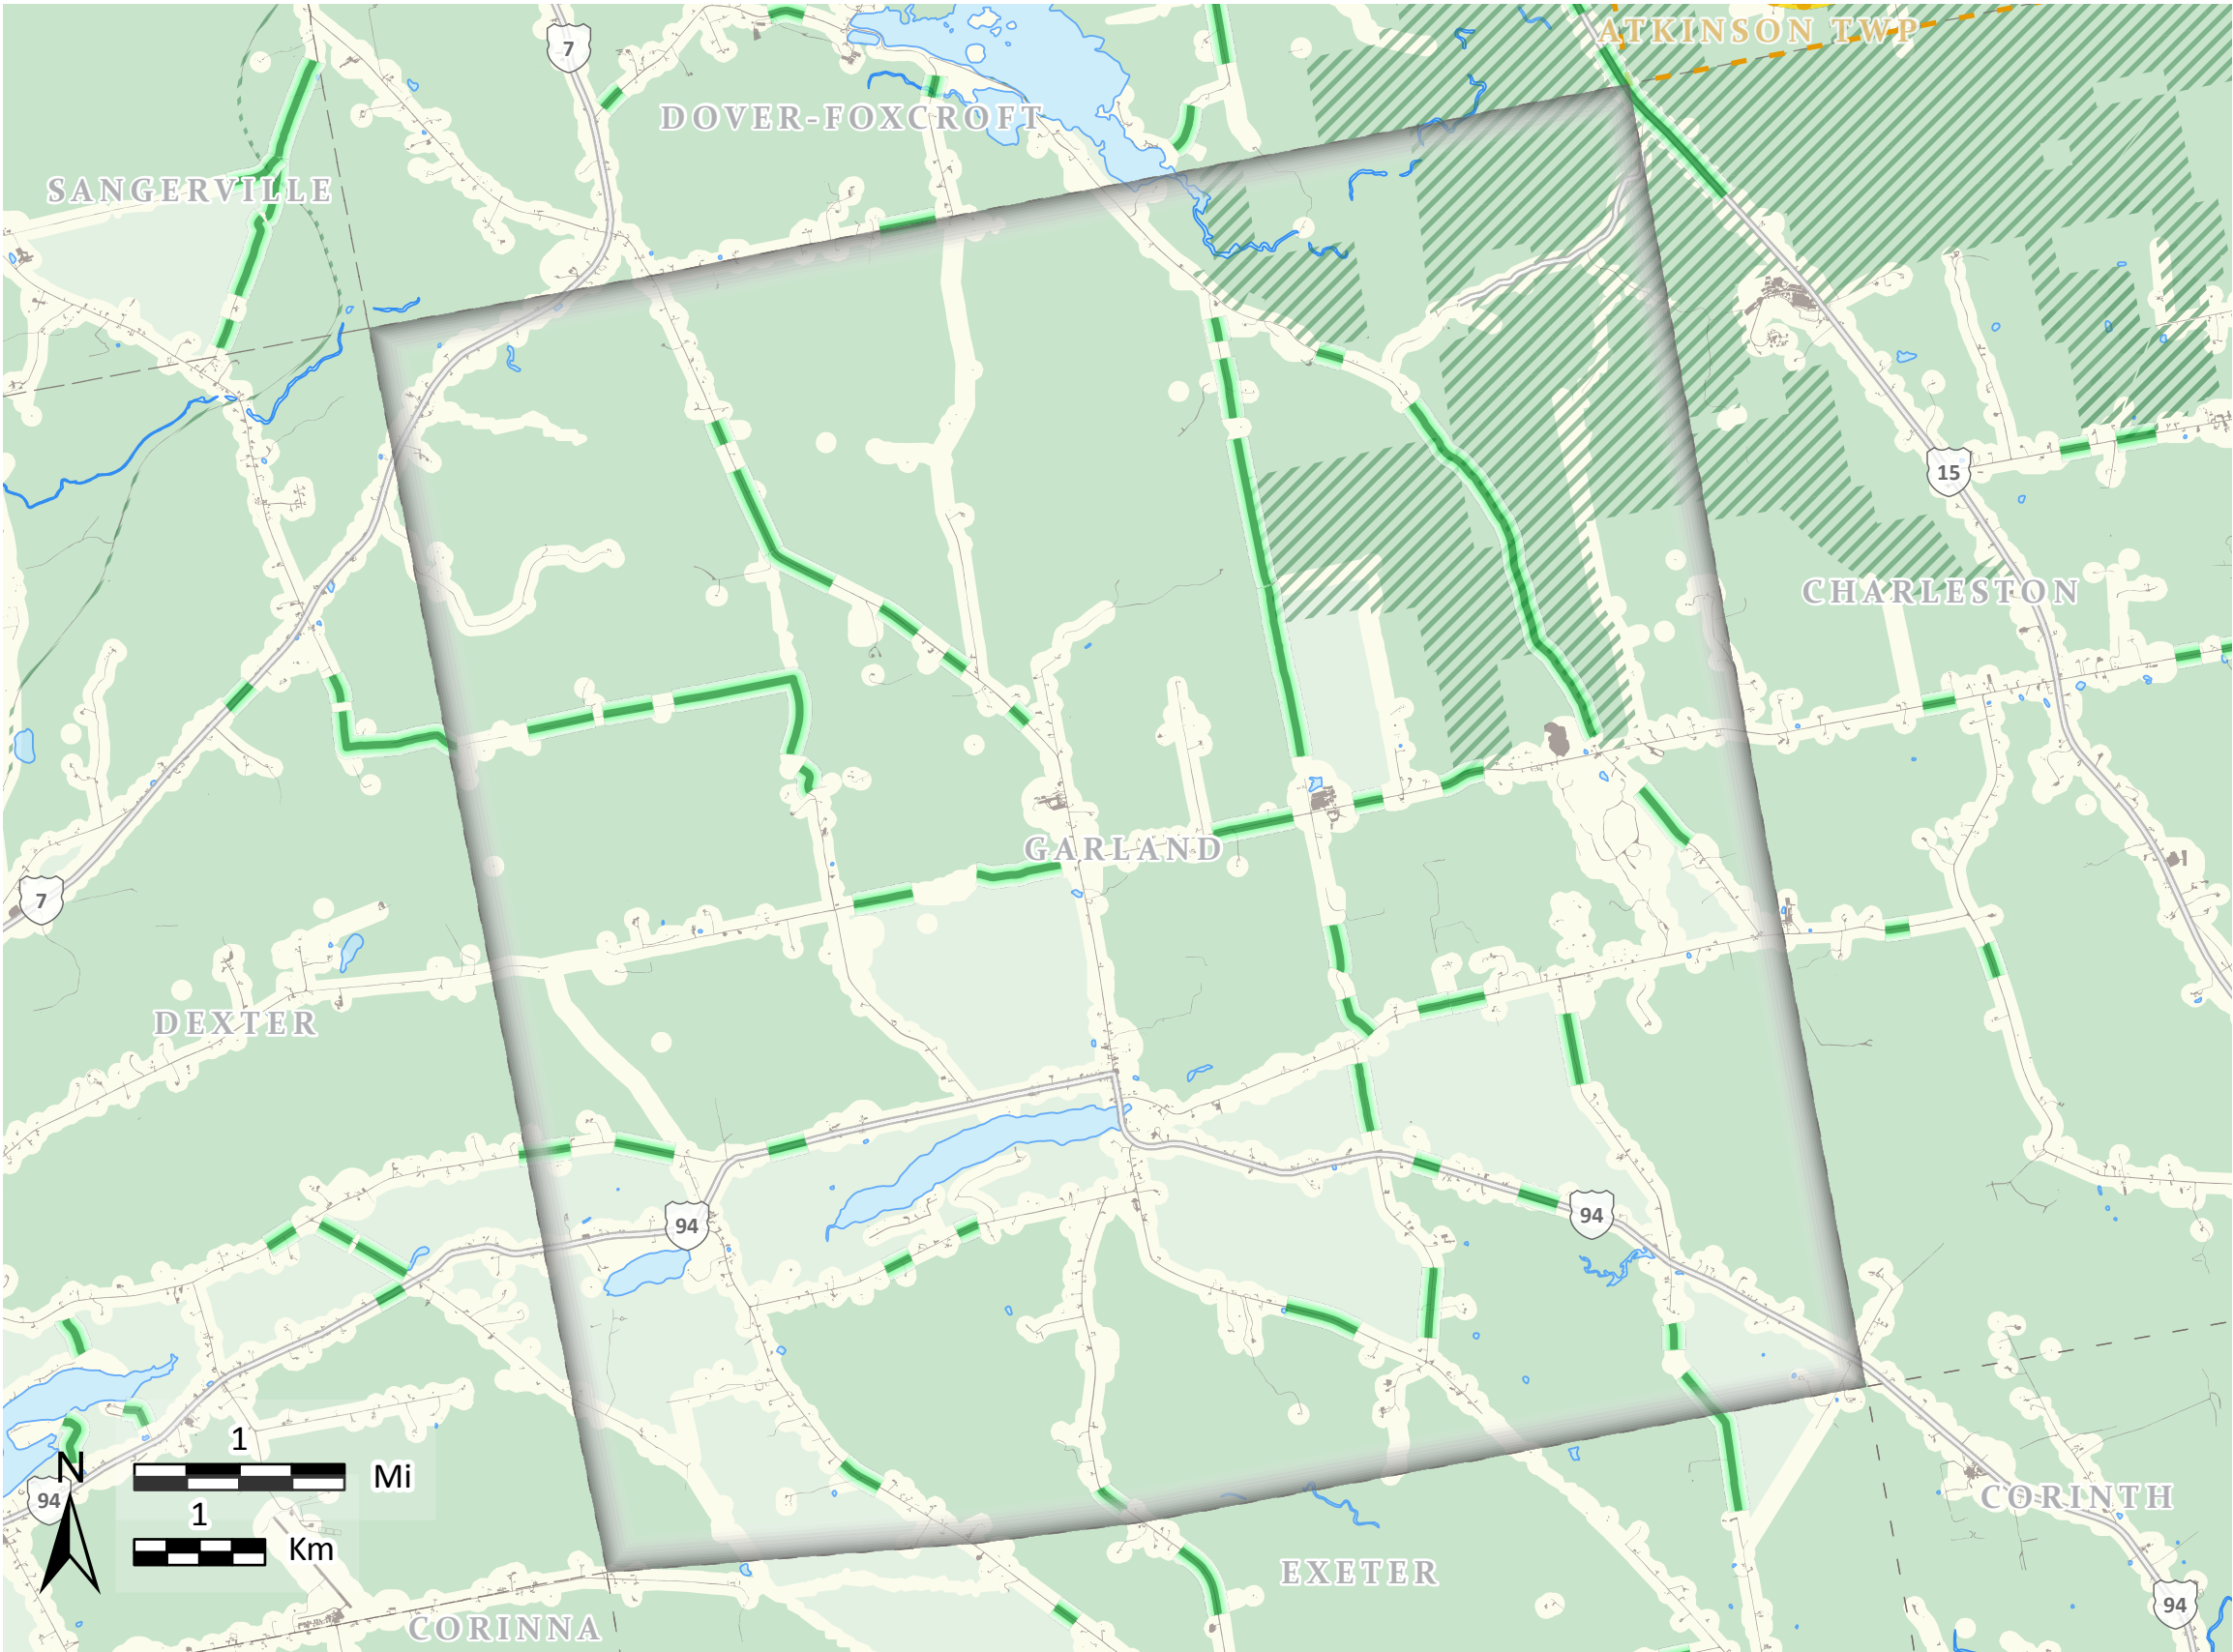 ATKINSON TWP
7
DOVER-FOXCROFT
SANGERVILLE
15
CHARLESTON
GARLAND
7
DEXTER
94
94
1
Mi
N
94
1
Km
CORINTH
EXETER
94
CORINNA